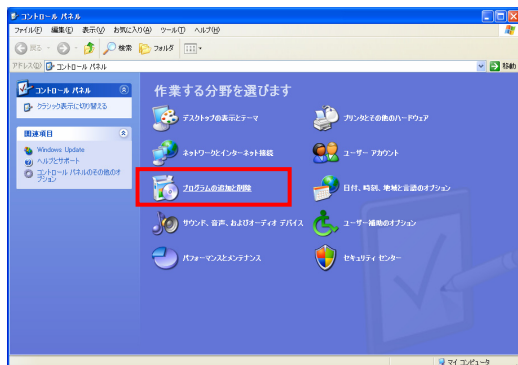 コントロール パネル
ファイル(F) 編集(E) 表示(V) お気に入り(A) ツール(T) ヘルプ(H)
戻る 検索 フォルダ
アドレス(D) コントロール パネル 移動
コントロール パネル
クラシック表示に切り替える
関連項目
Windows Update
ヘルプとサポート
コントロール パネルのその他のオプション
作業する分野を選びます
デスクトップの表示とテーマ
プリンタとその他のハードウェア
ネットワークとインターネット接続
ユーザー アカウント
プログラムの追加と削除
日付、時刻、地域と言語のオプション
サウンド、音声、およびオーディオ デバイス
ユーザー補助のオプション
パフォーマンスとメンテナンス
セキュリティ センター
マイ コンピュータ